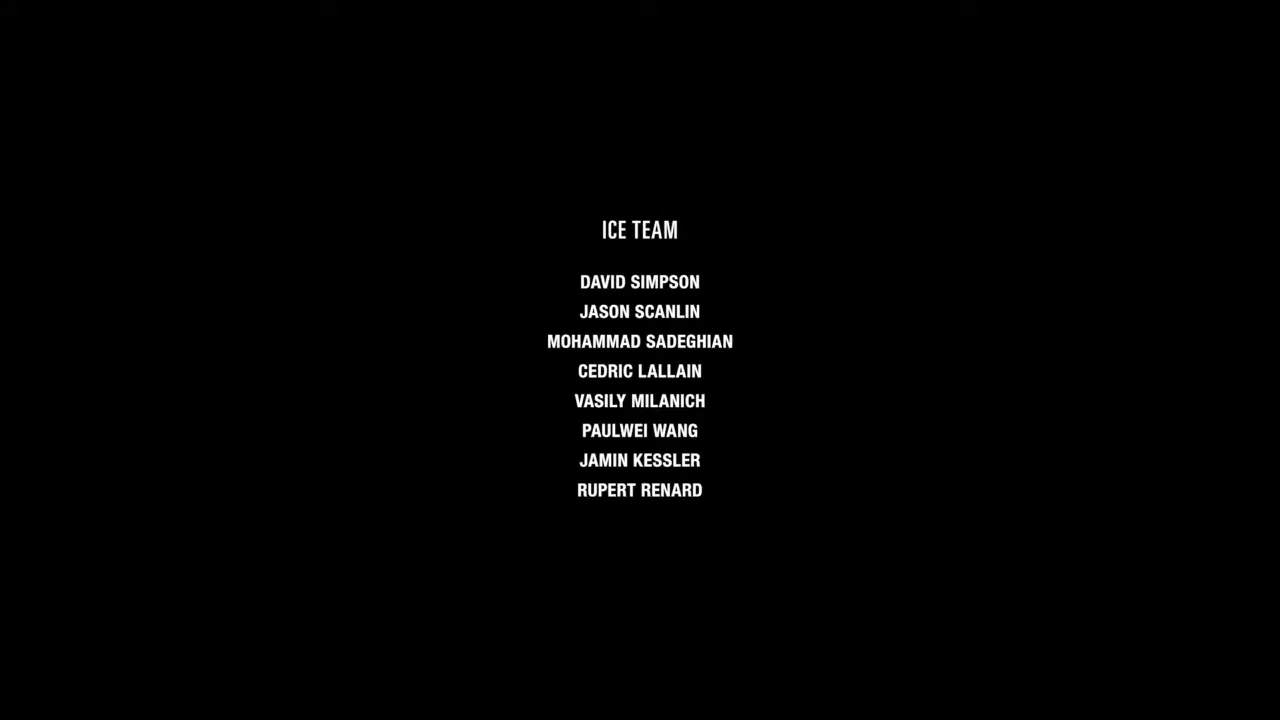 ICE TEAM
DAVID SIMPSON
JASON SCANLIN
MOHAMMAD SADEGHIAN
CEDRIC LALLAIN
VASILY MILANICH
PAULWEI WANG
JAMIN KESSLER
RUPERT RENARD